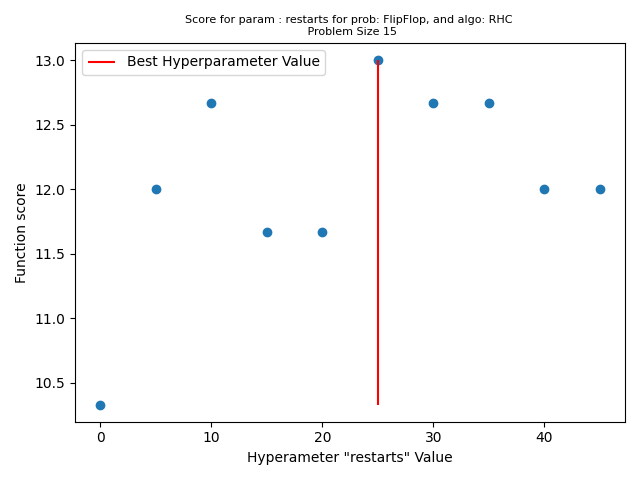 Score for param : restarts for prob: FlipFlop, and algo: RHC
Problem Size 15
Best Hyperparameter Value
13.0
12.5
12.0
11.5
11.0
10.5
Function score
0 10 20 30 40
Hyperameter "restarts" Value